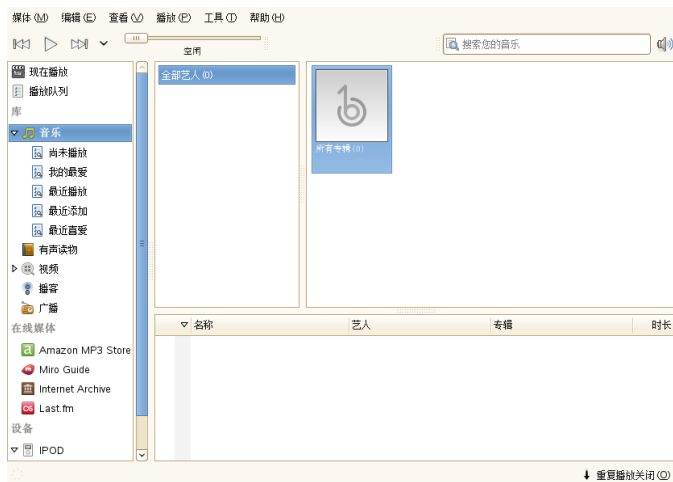 媒体(M) 编辑(E) 查看(V) 播放(P) 工具(T) 帮助(H)
空闲
搜索您的音乐
现在播放
播放队列
库
音乐
尚未播放
我的最爱
最近播放
最近添加
最近喜爱
有声读物
视频
播客
广播
在线媒体
Amazon MP3 Store
Miro Guide
Internet Archive
Last.fm
设备
IPOD
全部艺人(0)
所有专辑(0)
名称 艺人 专辑 时长
重复播放关闭(O)